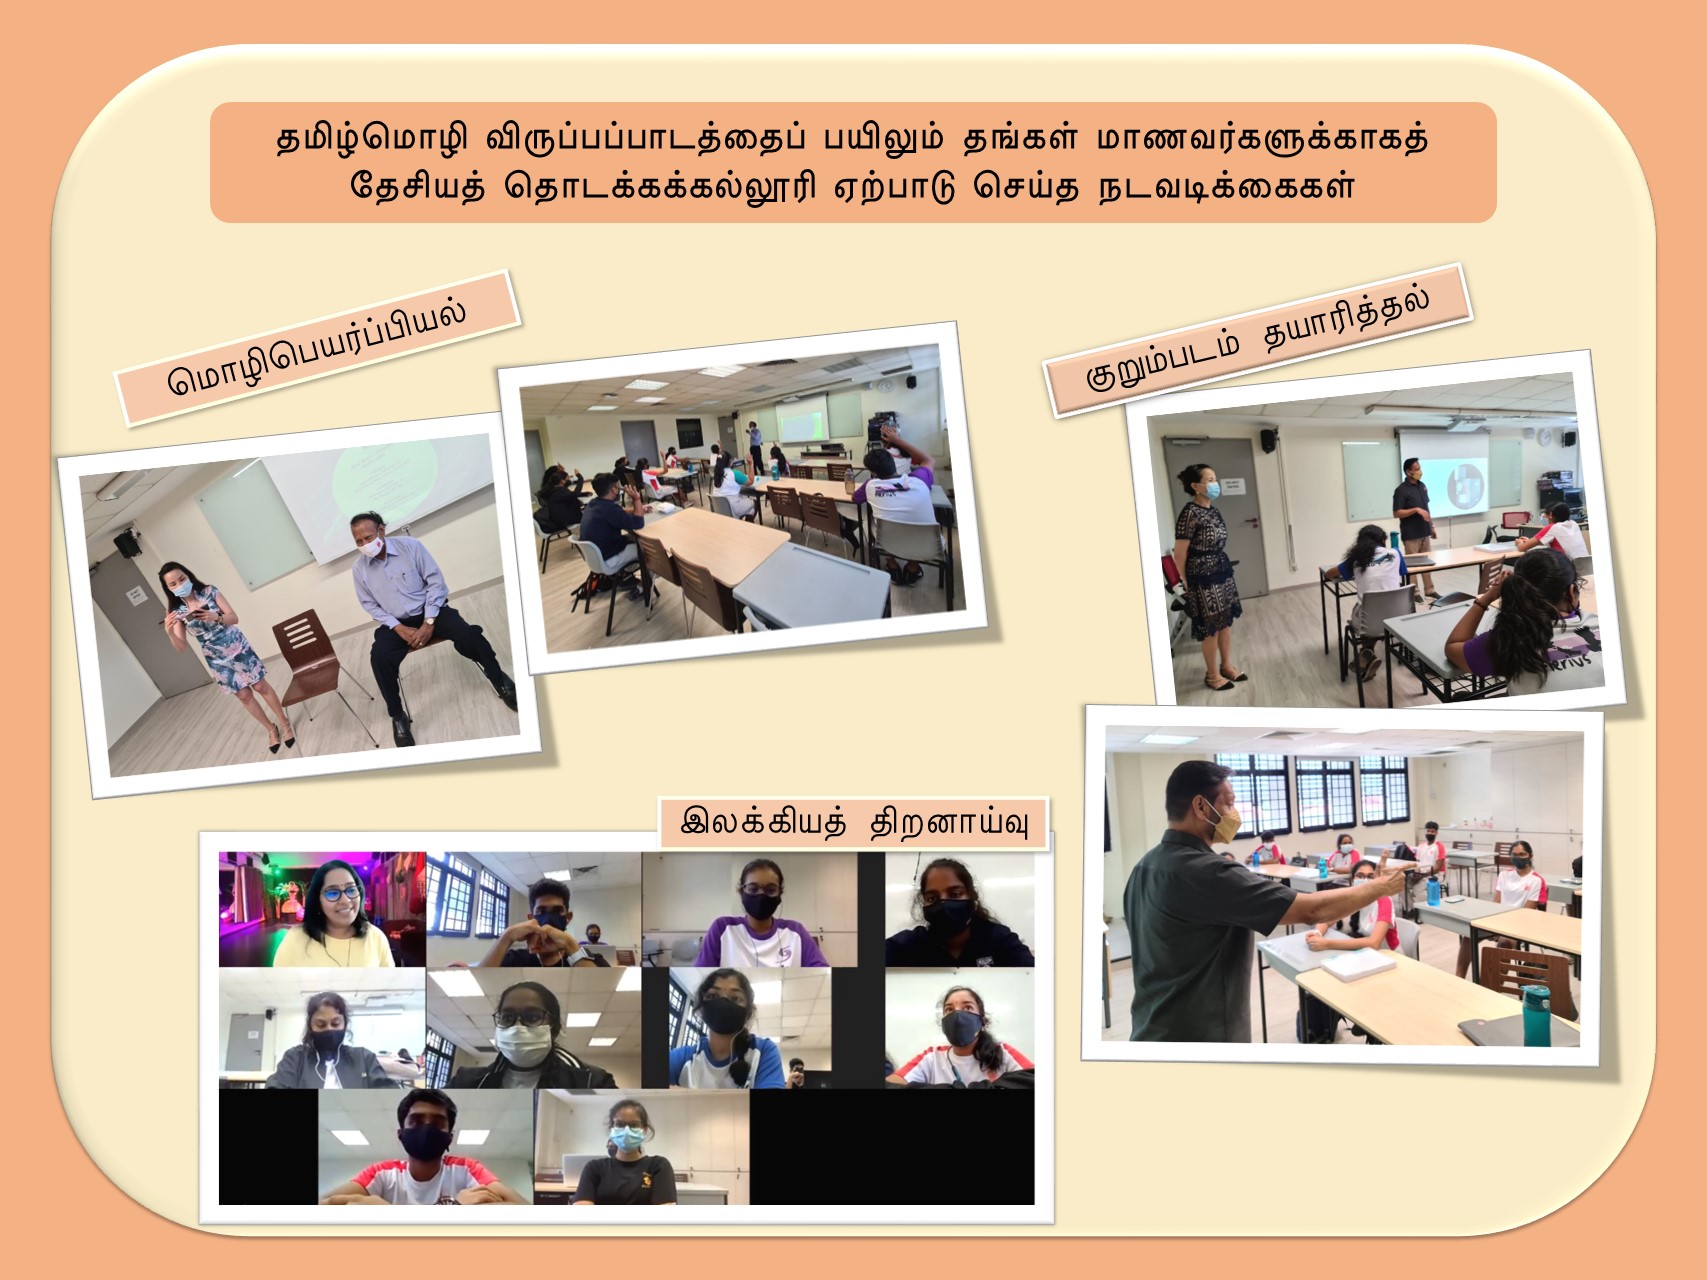 தமிழ்மொழி விருப்பப்பாடத்தைப் பயிலும் தங்கள் மாணவர்களுக்காகத்
தேசியத் தொடக்கக்கல்லூரி ஏற்பாடு செய்த நடவடிக்கைகள்
மொழிபெயர்ப்பியல்
குறும்படம் தயாரித்தல்
இலக்கியத் திறனாய்வு